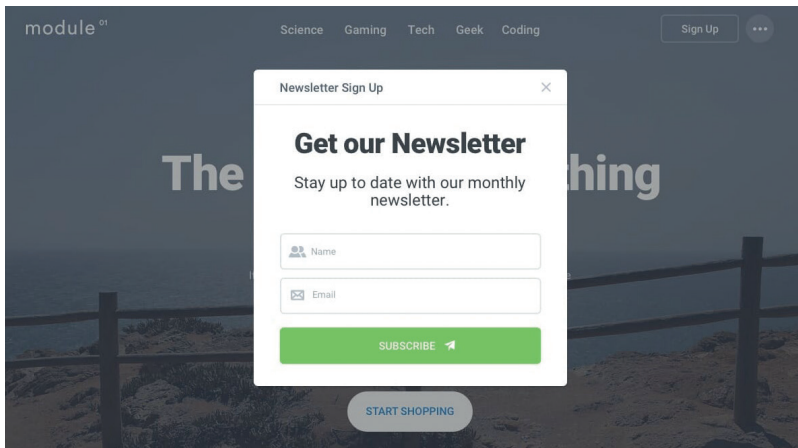 module 01
Science Gaming Tech Geek Coding
Sign Up
Newsletter Sign Up
Get our Newsletter
Stay up to date with our monthly
newsletter.
The hing
Name
Email
SUBSCRIBE
START SHOPPING